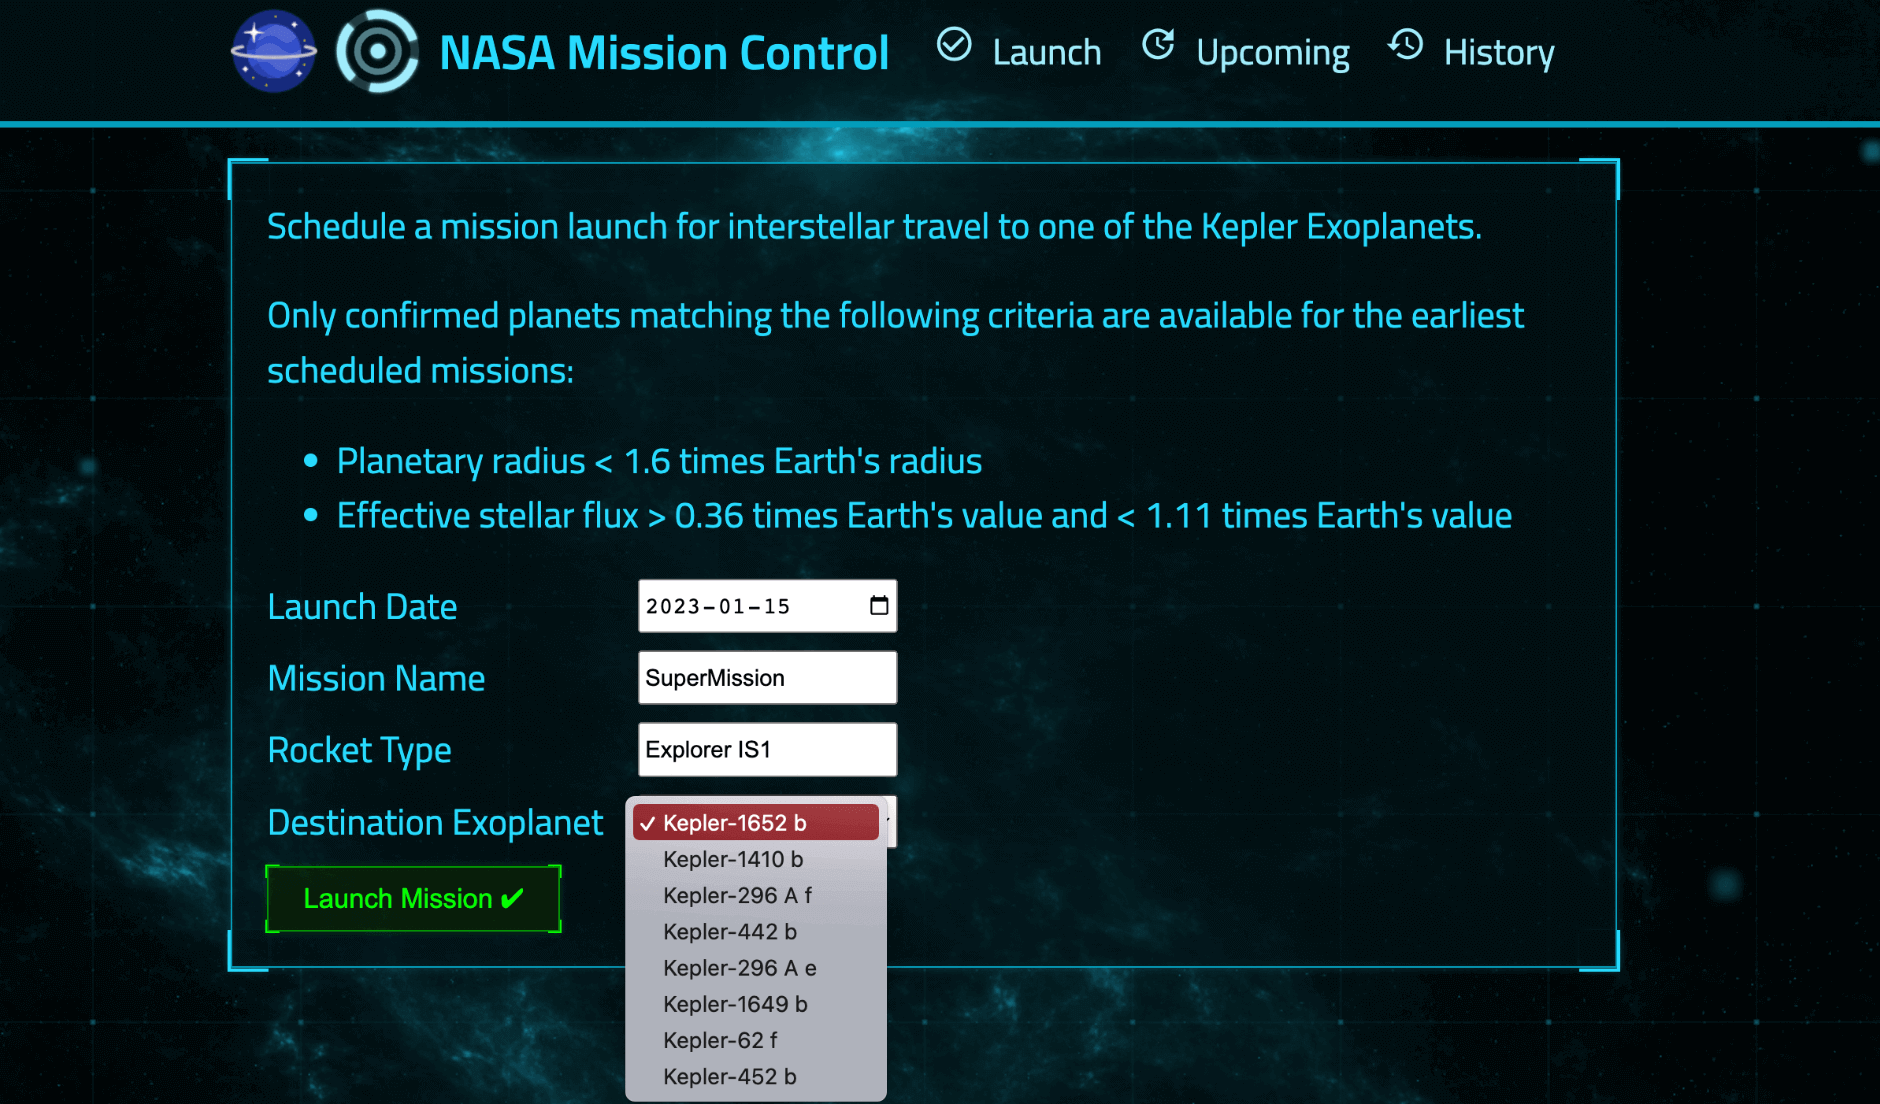 NASA Mission Control
Launch
Upcoming
History
Schedule a mission launch for interstellar travel to one of the Kepler Exoplanets.
Only confirmed planets matching the following criteria are available for the earliest
scheduled missions:
• Planetary radius < 1.6 times Earth's radius
• Effective stellar flux > 0.36 times Earth's value and < 1.11 times Earth's value
Launch Date
2023-01-15
Mission Name
SuperMission
Rocket Type
Explorer IS1
Destination Exoplanet
✓ Kepler-1652 b
Kepler-1410 b
Kepler-296 A f
Kepler-442 b
Kepler-296 A e
Kepler-1649 b
Kepler-62 f
Kepler-452 b
Launch Mission ✔